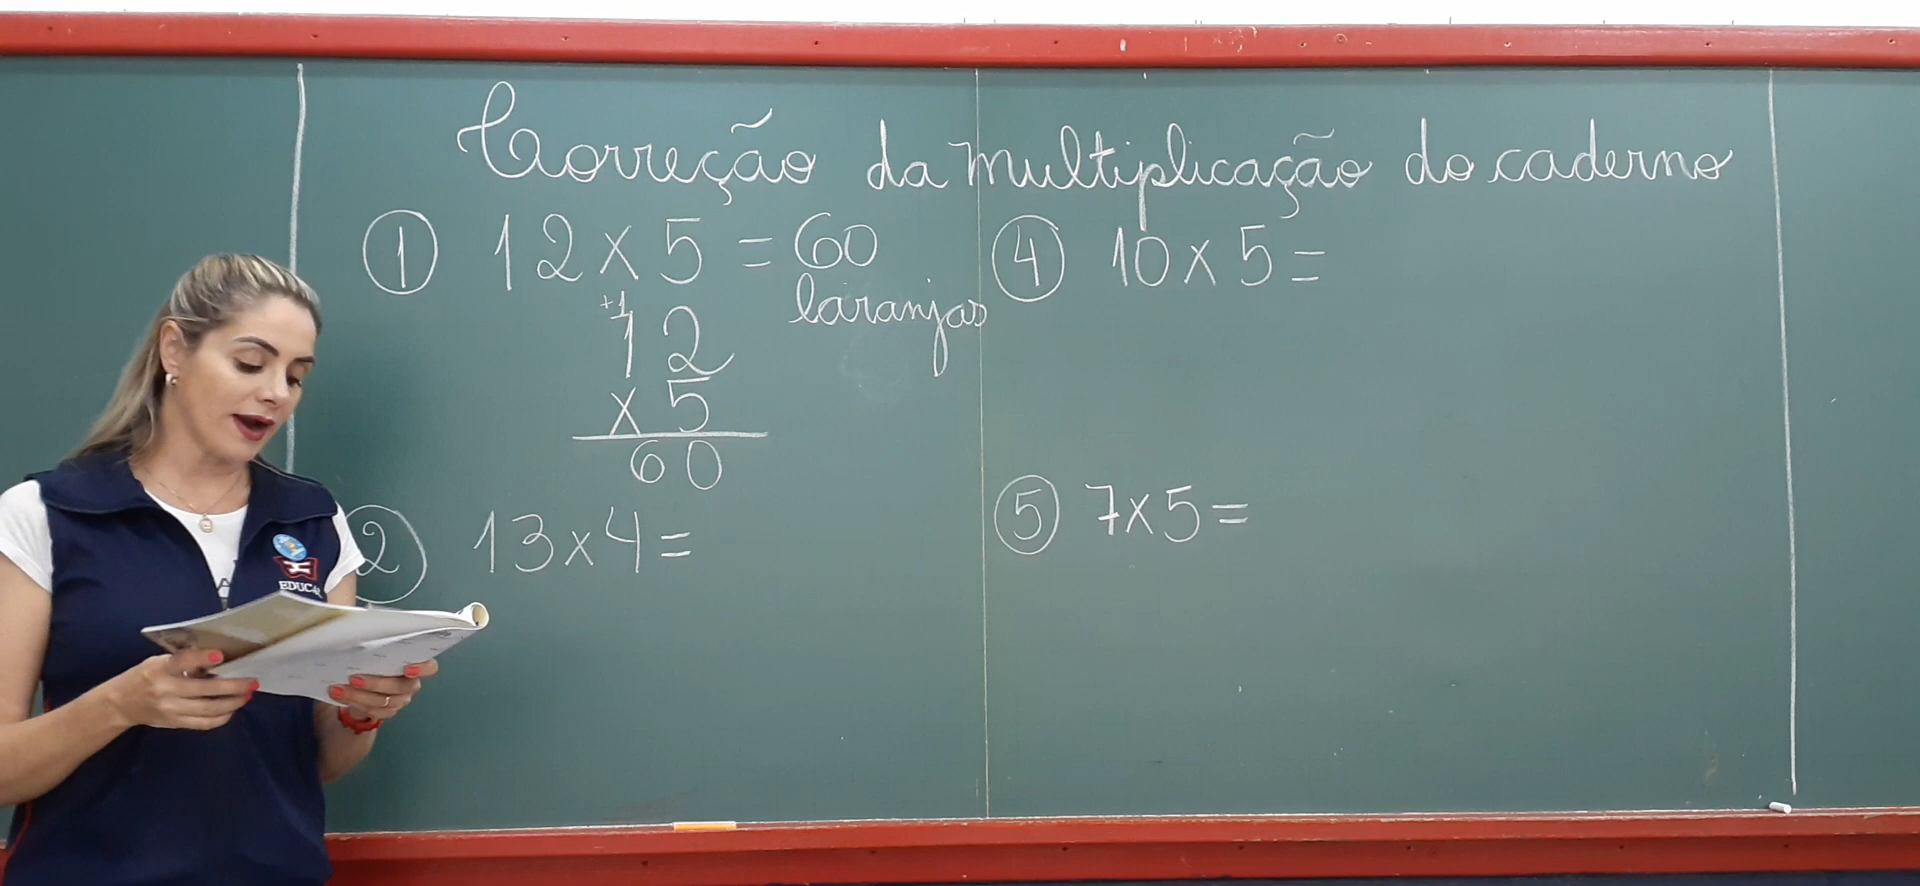 Correção da multiplicação do caderno
① 12 x 5 = 60
laranjas
+1
12
x 5
60
② 13 x 4 =
④ 10 x 5 =
⑤ 7 x 5 =